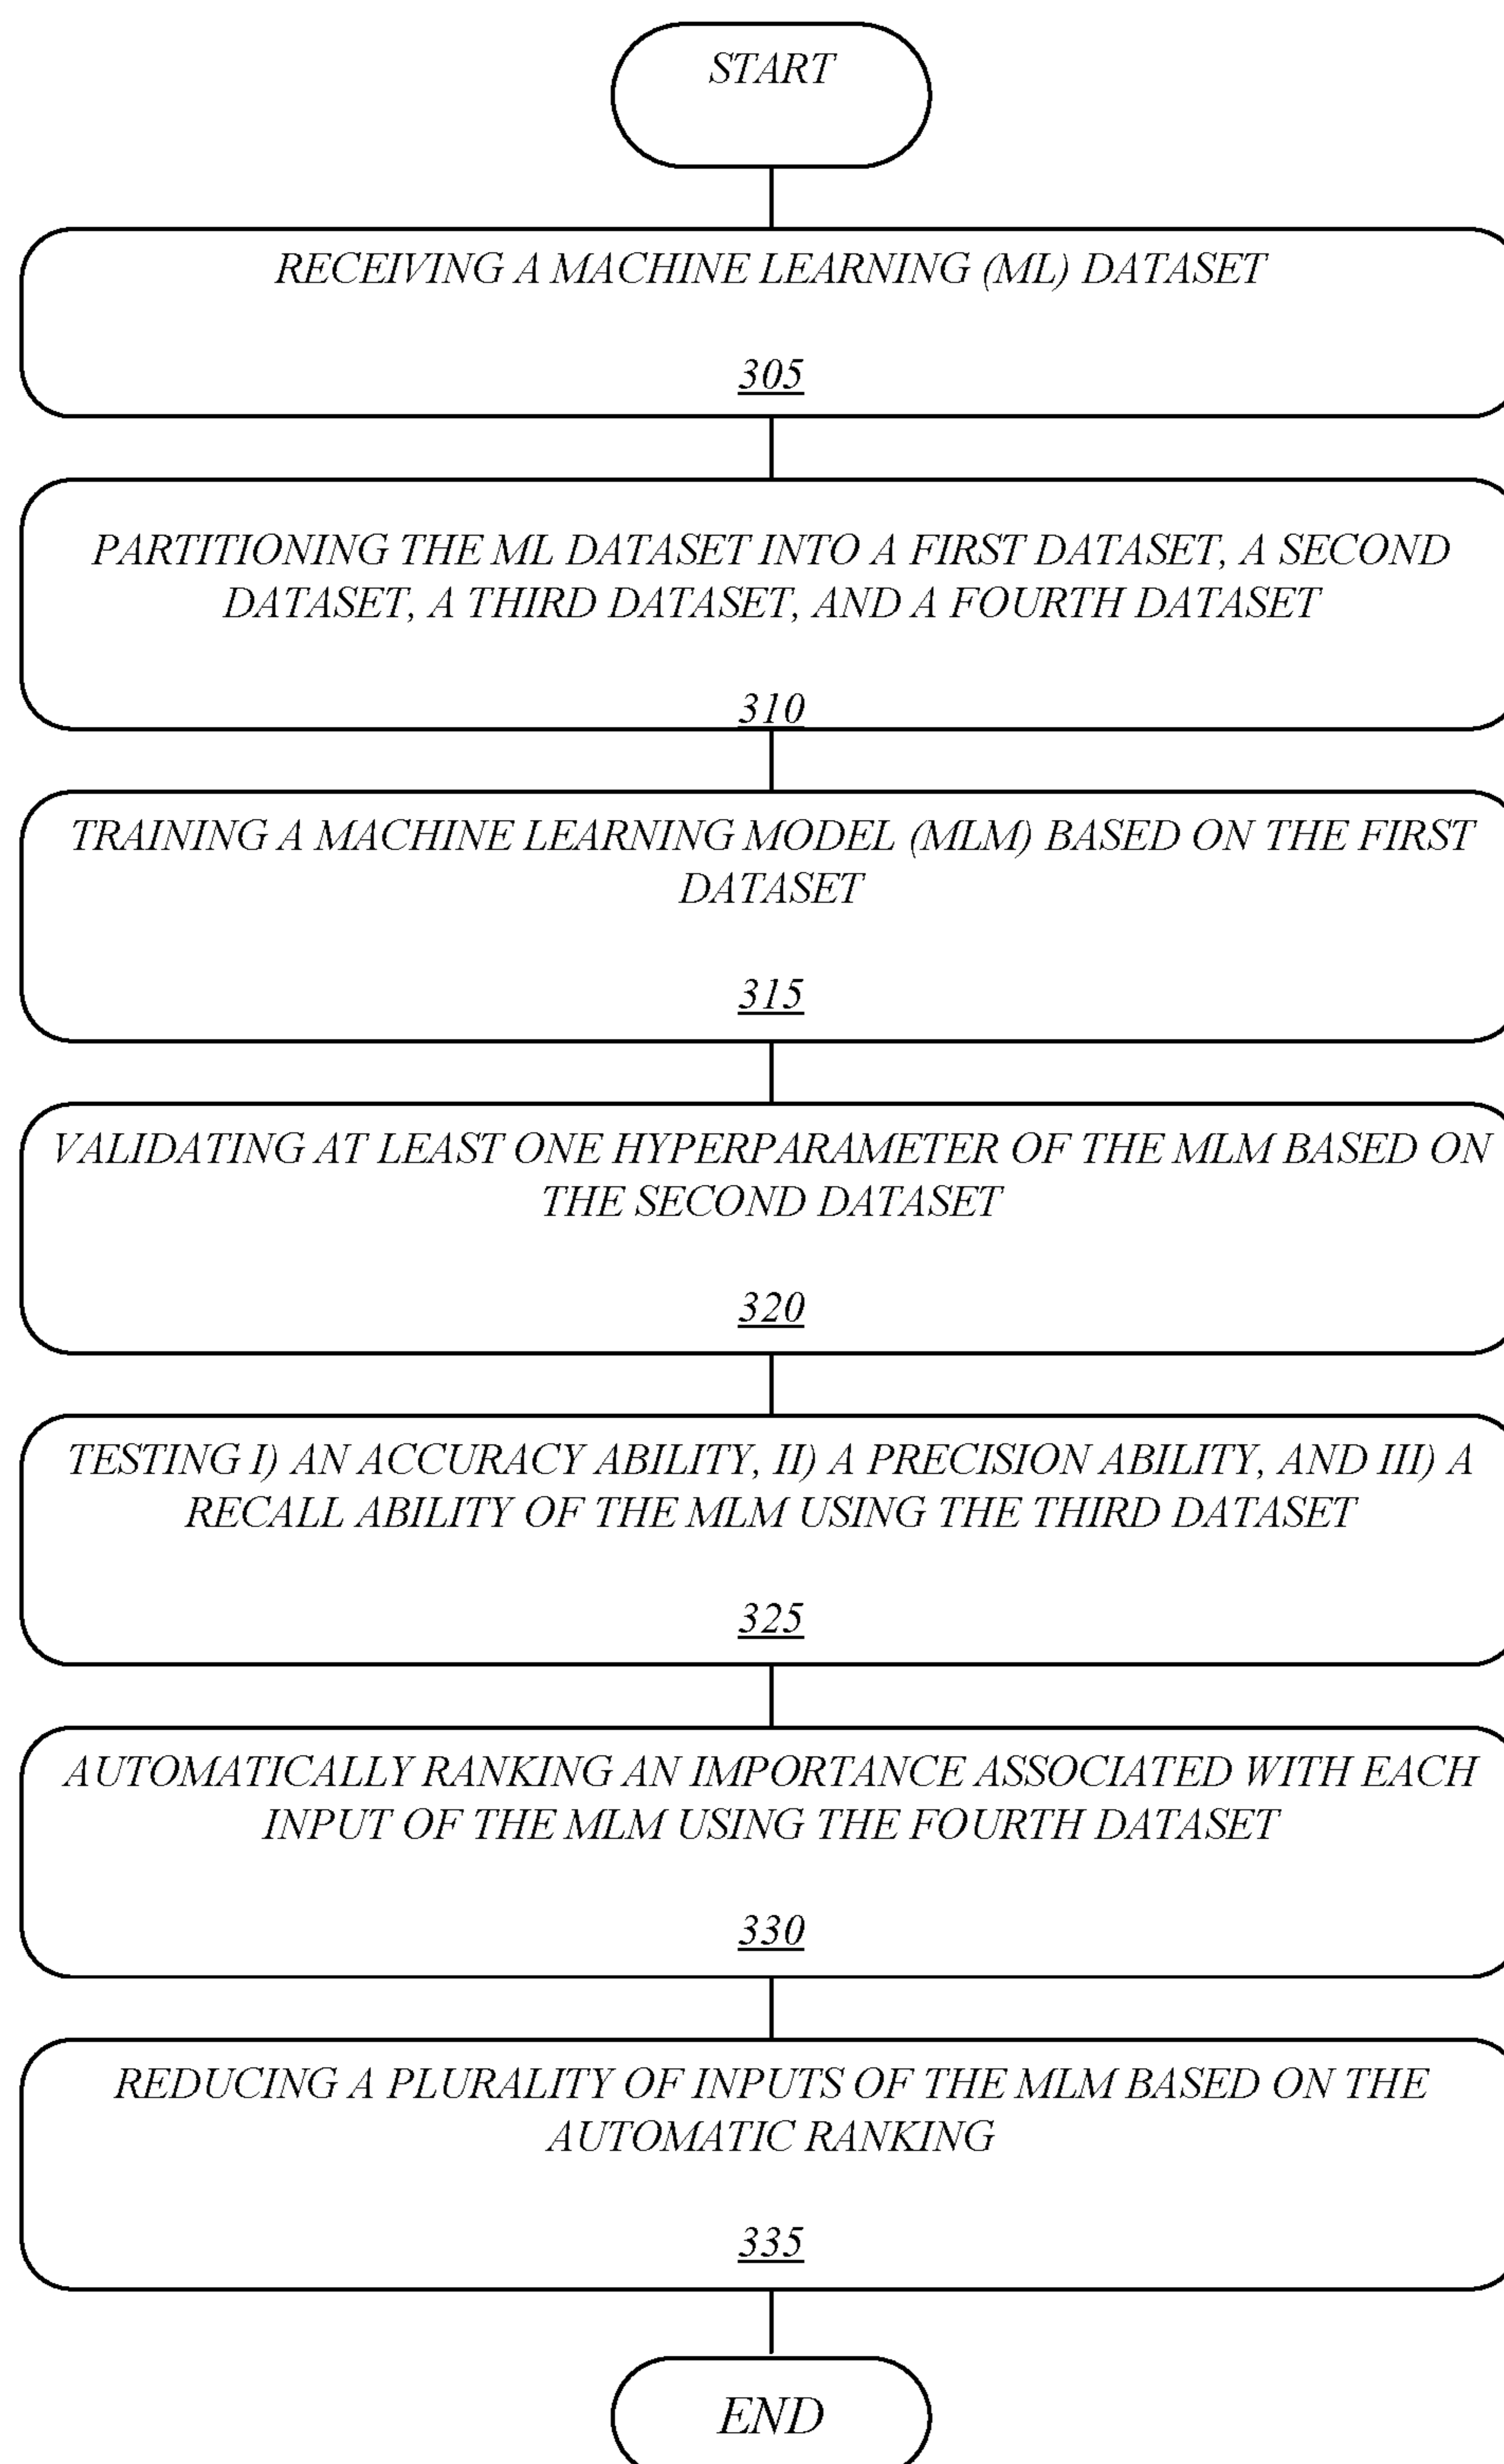 START
RECEIVING A MACHINE LEARNING (ML) DATASET
305
PARTITIONING THE ML DATASET INTO A FIRST DATASET, A SECOND
DATASET, A THIRD DATASET, AND A FOURTH DATASET
310
TRAINING A MACHINE LEARNING MODEL (MLM) BASED ON THE FIRST
DATASET
315
VALIDATING AT LEAST ONE HYPERPARAMETER OF THE MLM BASED ON
THE SECOND DATASET
320
TESTING I) AN ACCURACY ABILITY, II) A PRECISION ABILITY, AND III) A
RECALL ABILITY OF THE MLM USING THE THIRD DATASET
325
AUTOMATICALLY RANKING AN IMPORTANCE ASSOCIATED WITH EACH
INPUT OF THE MLM USING THE FOURTH DATASET
330
REDUCING A PLURALITY OF INPUTS OF THE MLM BASED ON THE
AUTOMATIC RANKING
335
END